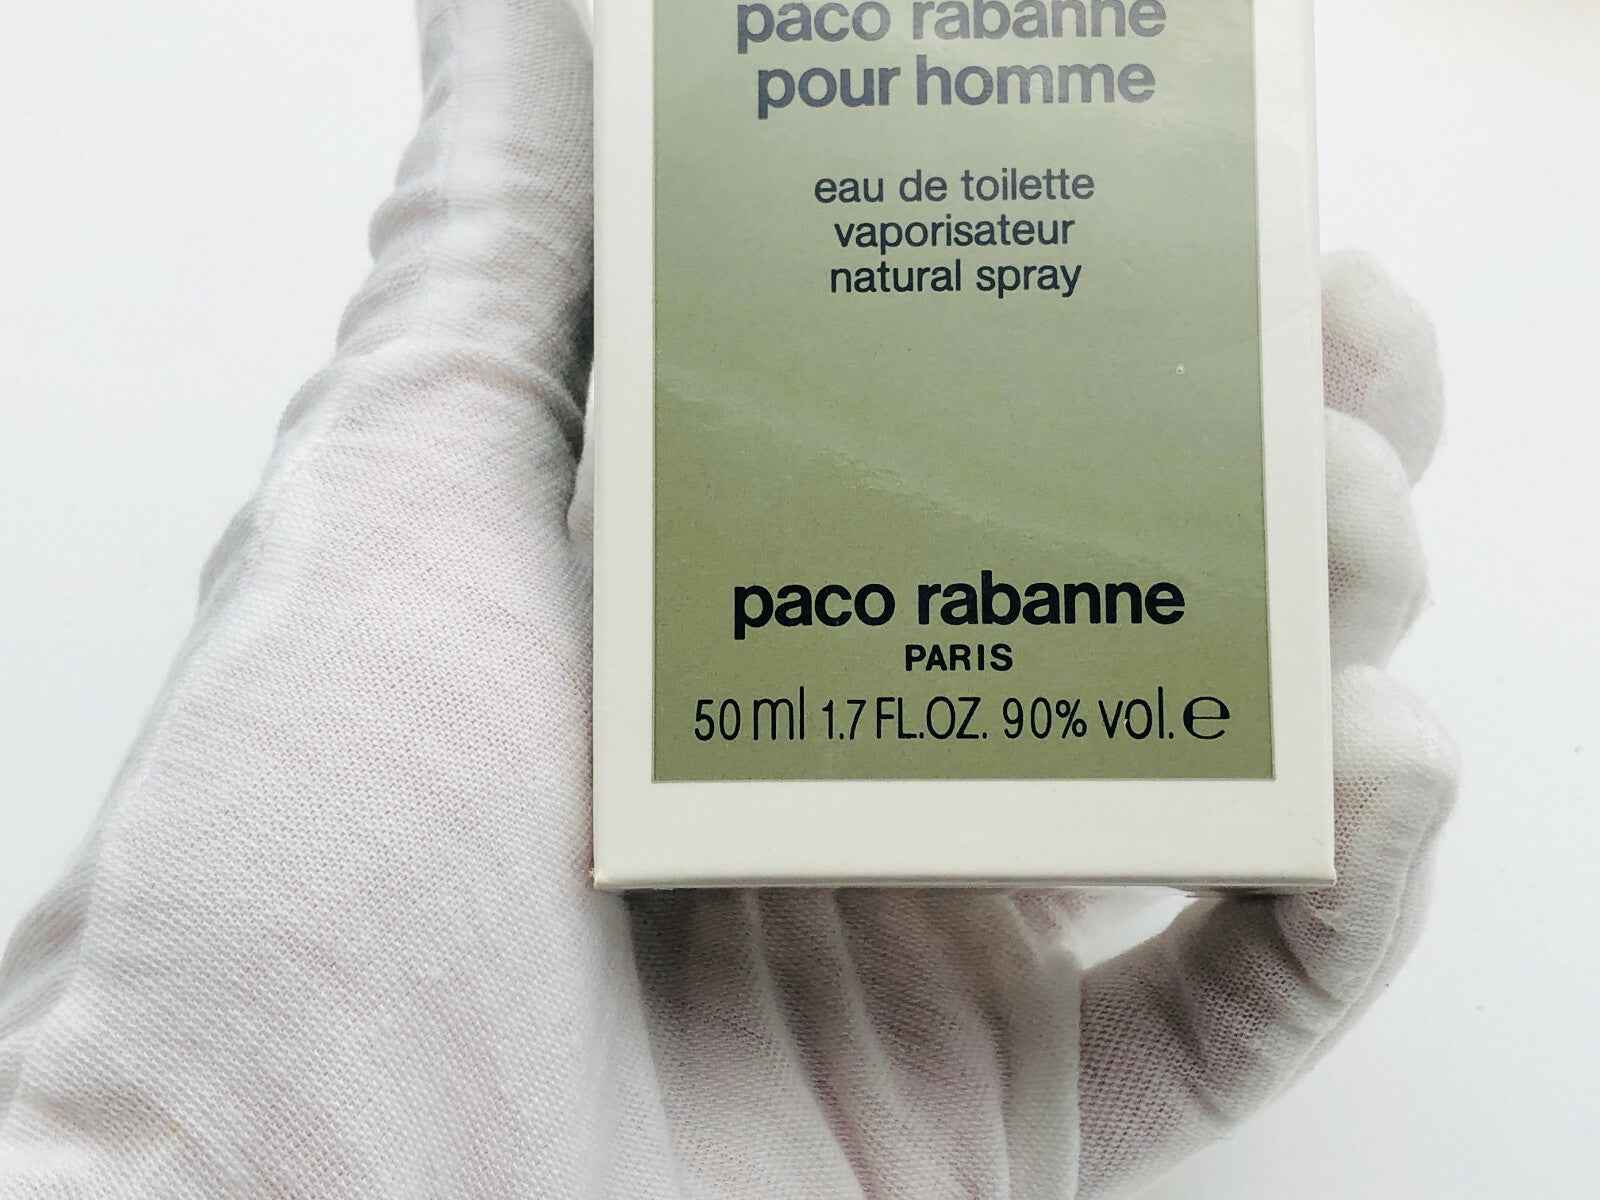 paco rabanne
pour homme
eau de toilette
vaporisateur
natural spray
paco rabanne
PARIS
50 ml 1.7 FL.OZ. 90% vol. ℮